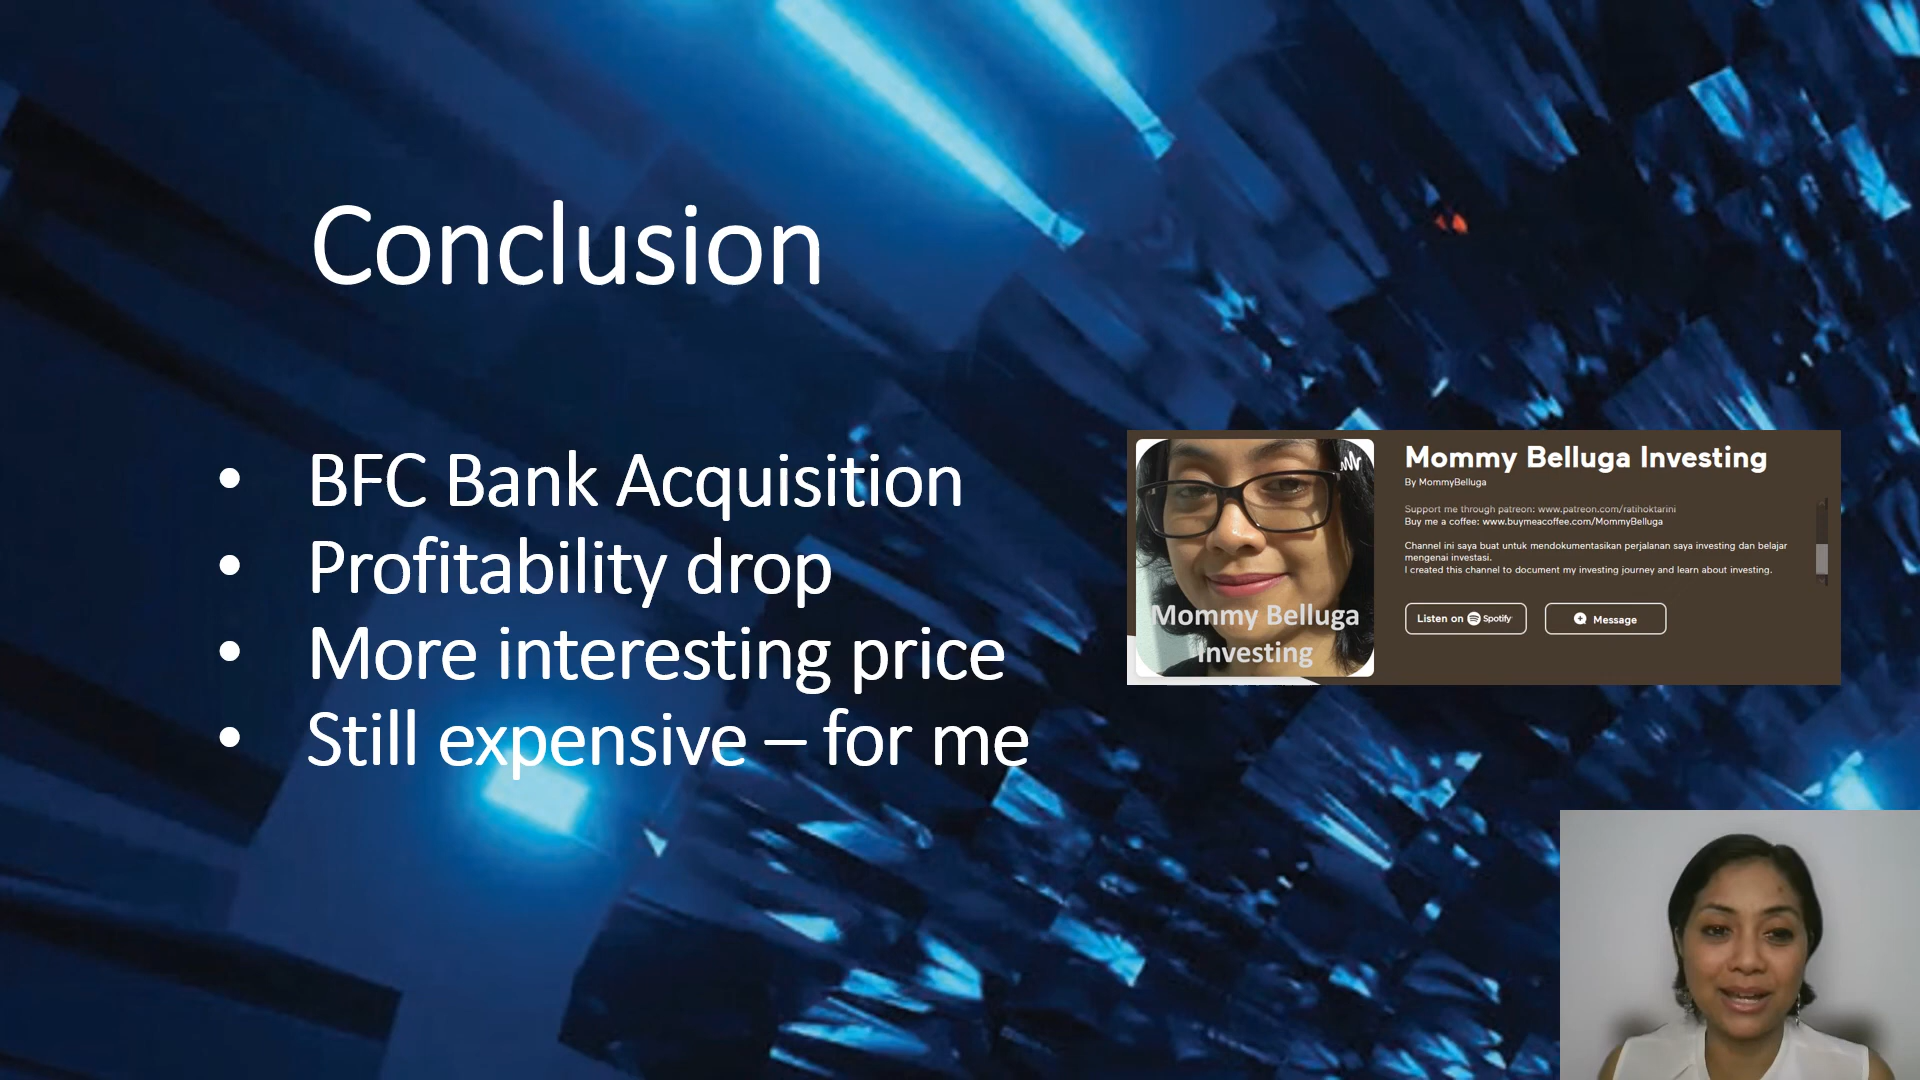 Conclusion
• BFC Bank Acquisition
• Profitability drop
• More interesting price
• Still expensive – for me
Mommy Belluga Investing
By MommyBelluga
Support me through patreon: www.patreon.com/ratihoktarini
Buy me a coffee: www.buymeacoffee.com/MommyBelluga
Channel ini saya buat untuk mendokumentasikan perjalanan saya investing dan belajar
mengenai investasi.
I created this channel to document my investing journey and learn about investing.
Listen on Spotify
Message
Mommy Belluga
Investing